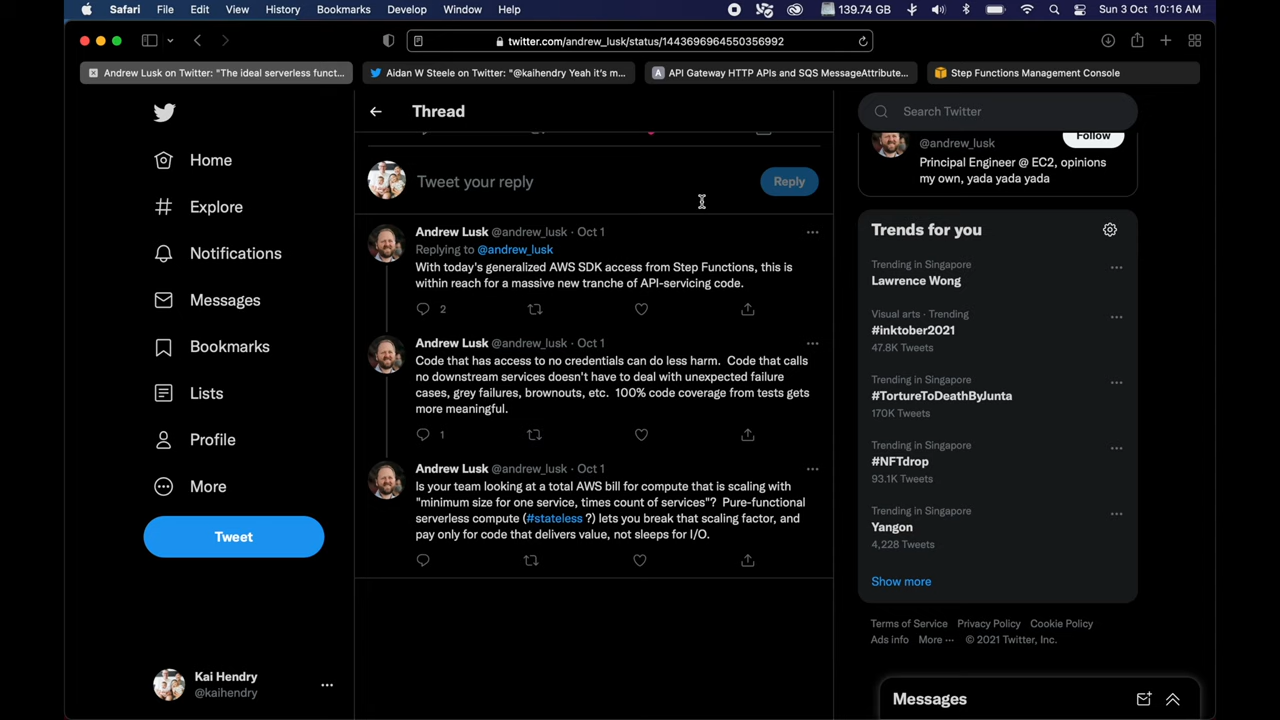 Safari File Edit View History Bookmarks Develop Window Help 139.74 GB Sun 3 Oct 10:16 AM
twitter.com/andrew_lusk/status/1443696964550356992
Andrew Lusk on Twitter: "The ideal serverless funct...
Aidan W Steele on Twitter: "@kaihendry Yeah it's m...
A API Gateway HTTP APIs and SQS MessageAttribute...
Step Functions Management Console
Home
Explore
Notifications
Messages
Bookmarks
Lists
Profile
More
Tweet
Kai Hendry
@kaihendry
Thread
Tweet your reply
Reply
Andrew Lusk @andrew_lusk · Oct 1
Replying to @andrew_lusk
With today's generalized AWS SDK access from Step Functions, this is
within reach for a massive new tranche of API-servicing code.
2
Andrew Lusk @andrew_lusk · Oct 1
Code that has access to no credentials can do less harm. Code that calls
no downstream services doesn't have to deal with unexpected failure
cases, grey failures, brownouts, etc. 100% code coverage from tests gets
more meaningful.
1
Andrew Lusk @andrew_lusk · Oct 1
Is your team looking at a total AWS bill for compute that is scaling with
"minimum size for one service, times count of services"? Pure-functional
serverless compute (#stateless ?) lets you break that scaling factor, and
pay only for code that delivers value, not sleeps for I/O.
Search Twitter
@andrew_lusk
Follow
Principal Engineer @ EC2, opinions
my own, yada yada yada
Trends for you
Trending in Singapore
Lawrence Wong
Visual arts · Trending
#inktober2021
47.8K Tweets
Trending in Singapore
#TortureToDeathByJunta
170K Tweets
Trending in Singapore
#NFTdrop
93.1K Tweets
Trending in Singapore
Yangon
4,228 Tweets
Show more
Terms of Service Privacy Policy Cookie Policy
Ads info More ··· © 2021 Twitter, Inc.
Messages